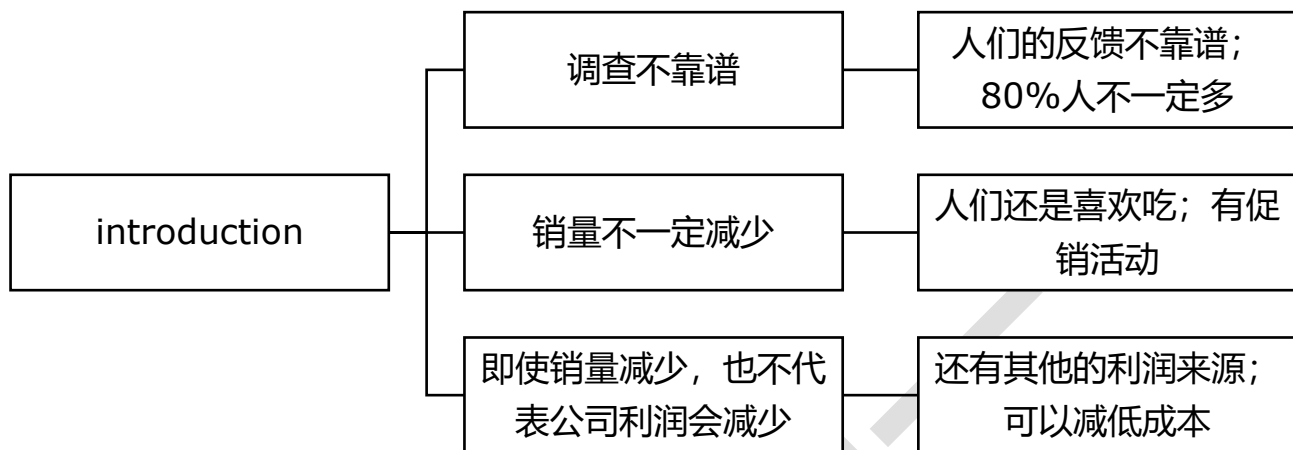 introduction
调查不靠谱
人们的反馈不靠谱；
80%人不一定多
销量不一定减少
人们还是喜欢吃；有促
销活动
即使销量减少，也不代
表公司利润会减少
还有其他的利润来源；
可以减低成本